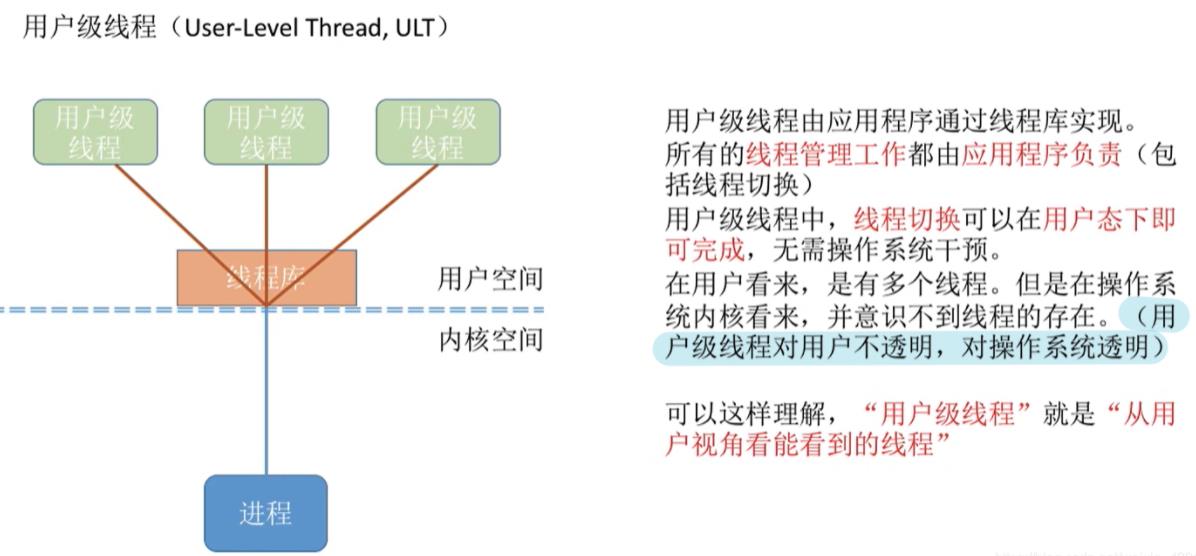 用户级线程（User-Level Thread, ULT）
用户级
线程
用户级
线程
用户级
线程
线程库
用户空间
内核空间
进程
用户级线程由应用程序通过线程库实现。
所有的线程管理工作都由应用程序负责（包
括线程切换）
用户级线程中，线程切换可以在用户态下即
可完成，无需操作系统干预。
在用户看来，是有多个线程。但是在操作系
统内核看来，并意识不到线程的存在。（用
户级线程对用户不透明，对操作系统透明）
可以这样理解，“用户级线程”就是“从用
户视角看能看到的线程”